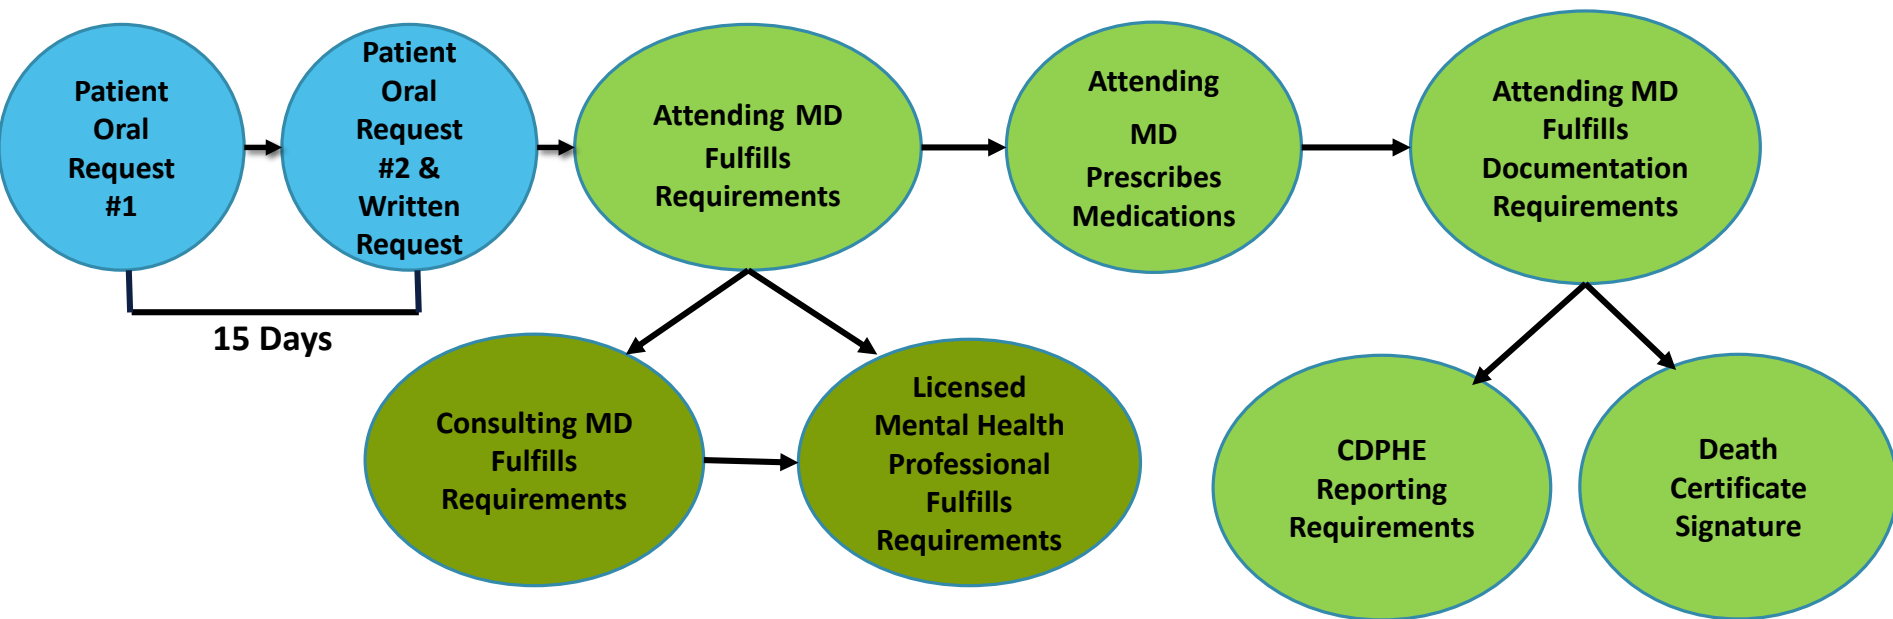 Patient
Oral
Request
#1
Patient
Oral
Request
#2 &
Written
Request
15 Days
Attending MD
Fulfills
Requirements
Attending
MD
Prescribes
Medications
Attending MD
Fulfills
Documentation
Requirements
Consulting MD
Fulfills
Requirements
Licensed
Mental Health
Professional
Fulfills
Requirements
CDPHE
Reporting
Requirements
Death
Certificate
Signature